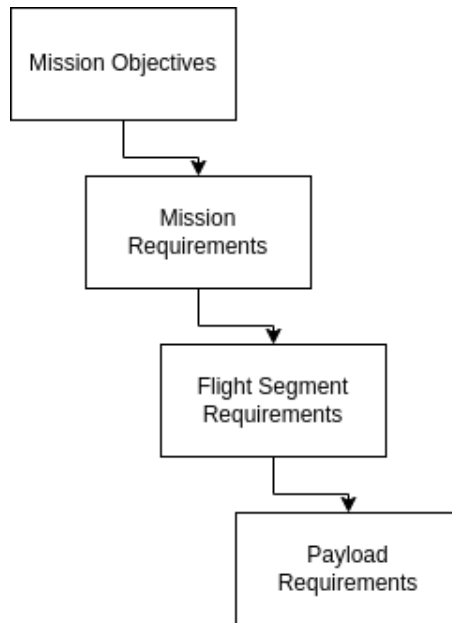 Mission Objectives
Mission
Requirements
Flight Segment
Requirements
Payload
Requirements